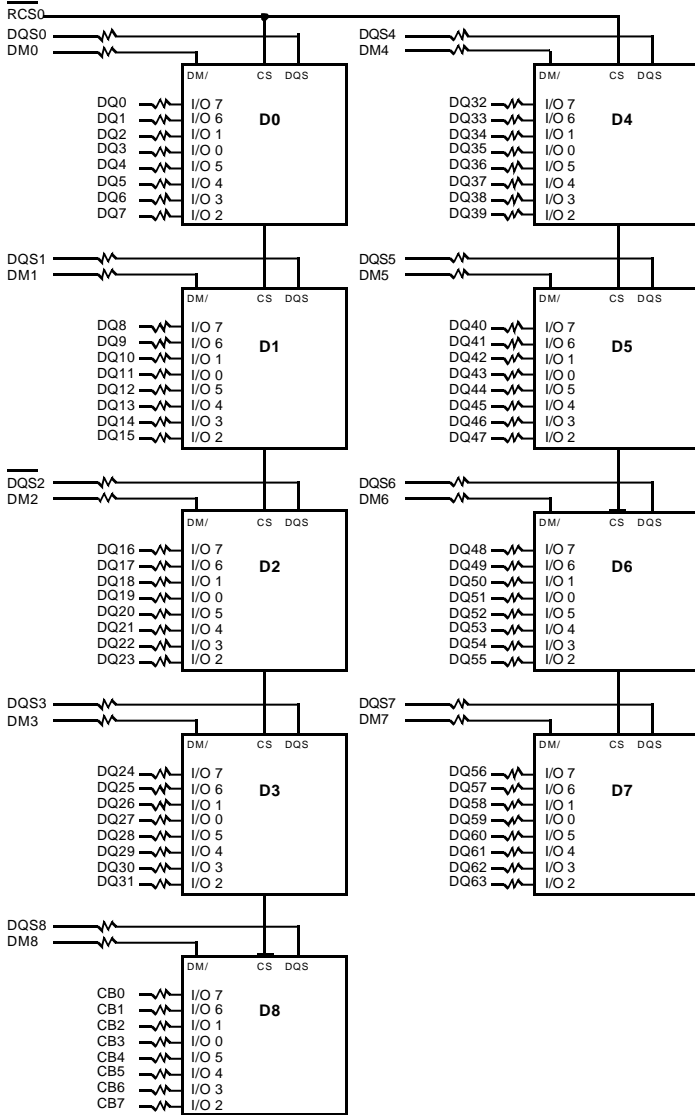 RCS0
DQS0
DM0
DM/ CS DQS
D0
DQ0 I/O 7
DQ1 I/O 6
DQ2 I/O 1
DQ3 I/O 0
DQ4 I/O 5
DQ5 I/O 4
DQ6 I/O 3
DQ7 I/O 2
DQS1
DM1
DM/ CS DQS
D1
DQ8 I/O 7
DQ9 I/O 6
DQ10 I/O 1
DQ11 I/O 0
DQ12 I/O 5
DQ13 I/O 4
DQ14 I/O 3
DQ15 I/O 2
DQS2
DM2
DM/ CS DQS
D2
DQ16 I/O 7
DQ17 I/O 6
DQ18 I/O 1
DQ19 I/O 0
DQ20 I/O 5
DQ21 I/O 4
DQ22 I/O 3
DQ23 I/O 2
DQS3
DM3
DM/ CS DQS
D3
DQ24 I/O 7
DQ25 I/O 6
DQ26 I/O 1
DQ27 I/O 0
DQ28 I/O 5
DQ29 I/O 4
DQ30 I/O 3
DQ31 I/O 2
DQS8
DM8
DM/ CS DQS
D8
CB0 I/O 7
CB1 I/O 6
CB2 I/O 1
CB3 I/O 0
CB4 I/O 5
CB5 I/O 4
CB6 I/O 3
CB7 I/O 2
DQS4
DM4
DM/ CS DQS
D4
DQ32 I/O 7
DQ33 I/O 6
DQ34 I/O 1
DQ35 I/O 0
DQ36 I/O 5
DQ37 I/O 4
DQ38 I/O 3
DQ39 I/O 2
DQS5
DM5
DM/ CS DQS
D5
DQ40 I/O 7
DQ41 I/O 6
DQ42 I/O 1
DQ43 I/O 0
DQ44 I/O 5
DQ45 I/O 4
DQ46 I/O 3
DQ47 I/O 2
DQS6
DM6
DM/ CS DQS
D6
DQ48 I/O 7
DQ49 I/O 6
DQ50 I/O 1
DQ51 I/O 0
DQ52 I/O 5
DQ53 I/O 4
DQ54 I/O 3
DQ55 I/O 2
DQS7
DM7
DM/ CS DQS
D7
DQ56 I/O 7
DQ57 I/O 6
DQ58 I/O 1
DQ59 I/O 0
DQ60 I/O 5
DQ61 I/O 4
DQ62 I/O 3
DQ63 I/O 2